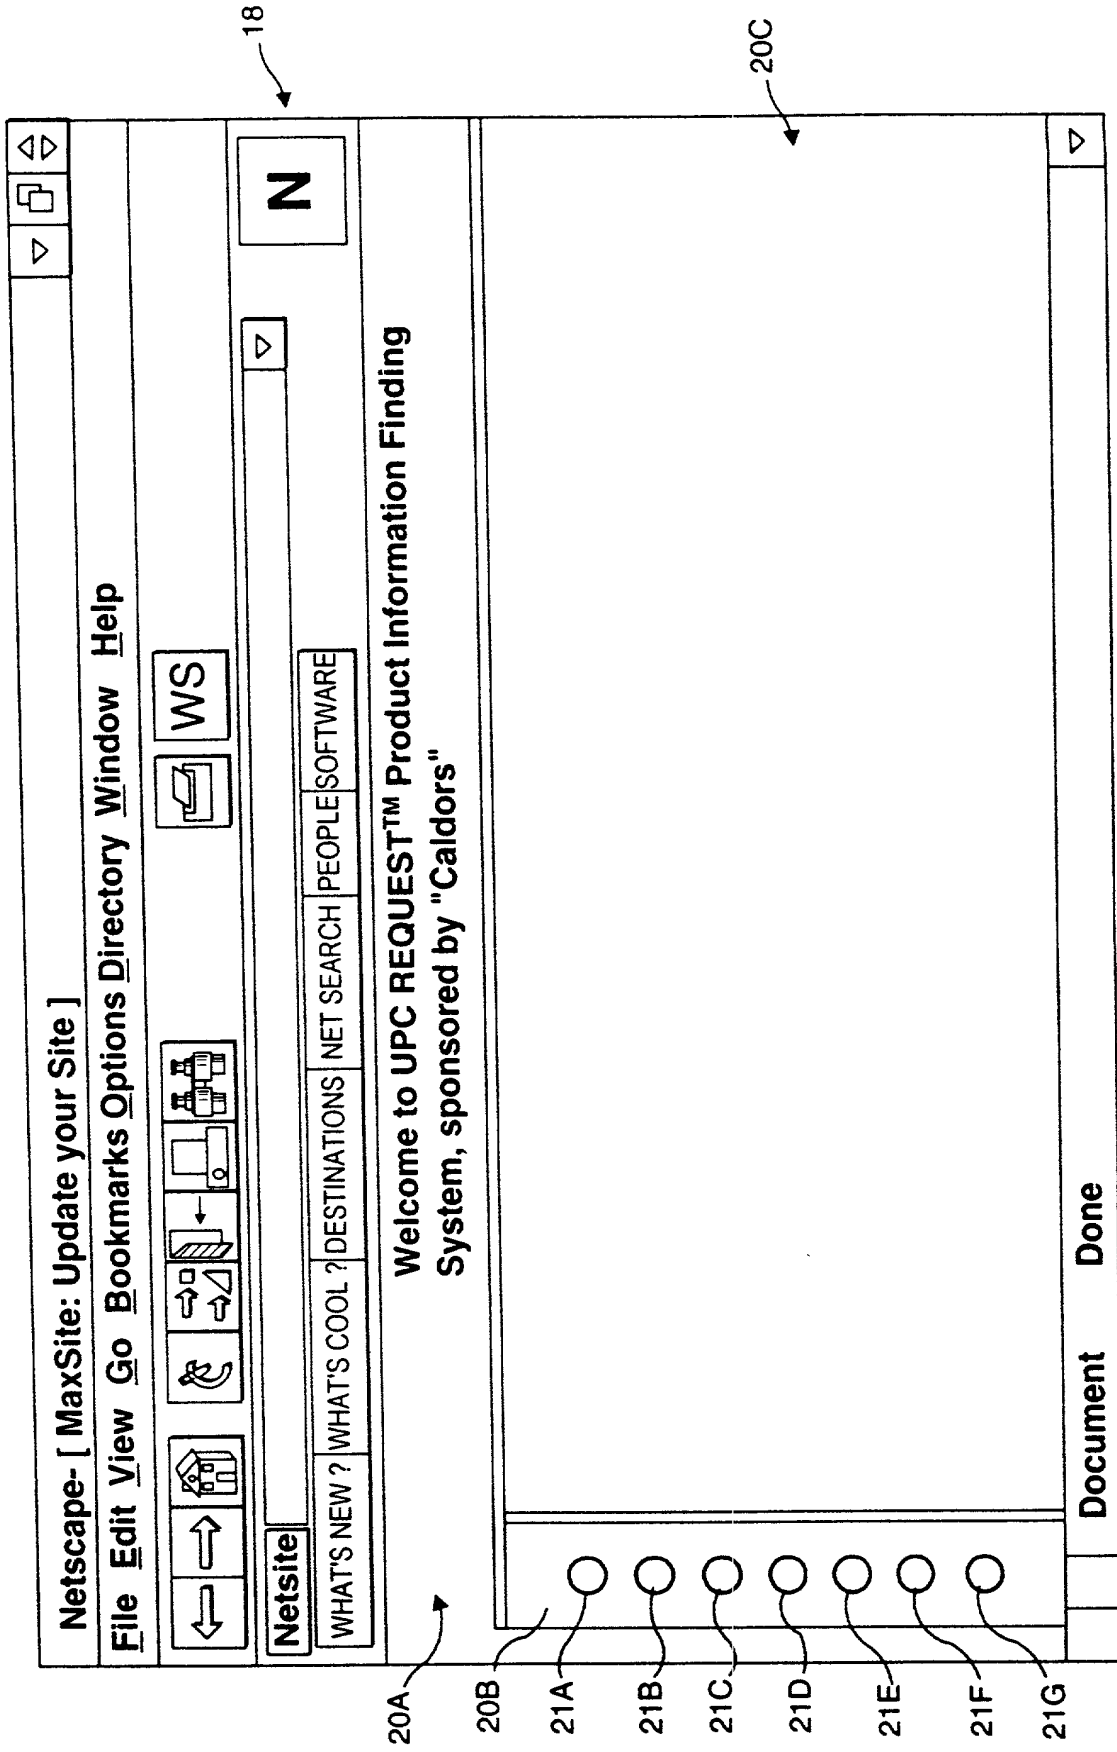 18
Netscape- [ MaxSite: Update your Site ]
File Edit View Go Bookmarks Options Directory Window Help
WS
Netsite
N
WHAT'S NEW ? WHAT'S COOL ? DESTINATIONS NET SEARCH PEOPLE SOFTWARE
Welcome to UPC REQUEST™ Product Information Finding
System, sponsored by "Caldors"
20A
20B
21A
21B
21C
21D
21E
21F
21G
20C
Document Done